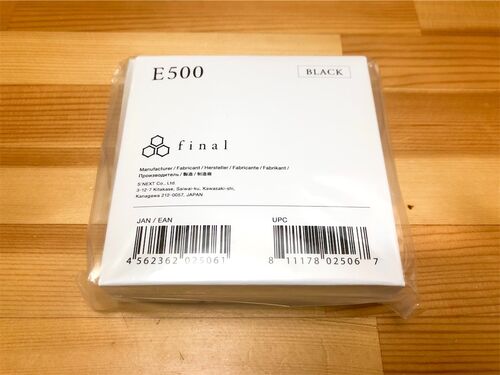 E500
BLACK
final
Manufacturer / Fabricant / Hersteller / Fabricante / Fabrikant /
Производитель / 製造 / 制造商
S'NEXT Co., Ltd.
3-12-7 Kitakase, Saiwai-ku, Kawasaki-shi,
Kanagawa 212-0057, JAPAN
JAN / EAN
UPC
4 562362 025061
8 11178 02506 7